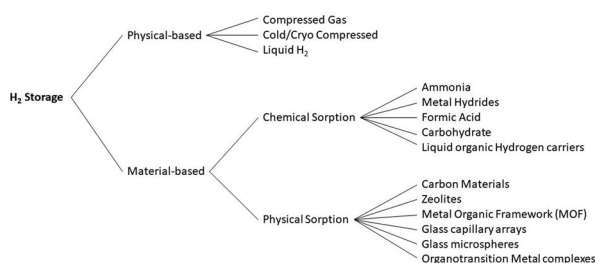 Compressed Gas
Physical-based
Cold/Cryo Compressed
Liquid H₂
H₂ Storage
Ammonia
Metal Hydrides
Chemical Sorption
Formic Acid
Carbohydrate
Liquid organic Hydrogen carriers
Material-based
Carbon Materials
Zeolites
Physical Sorption
Metal Organic Framework (MOF)
Glass capillary arrays
Glass microspheres
Organotransition Metal complexes